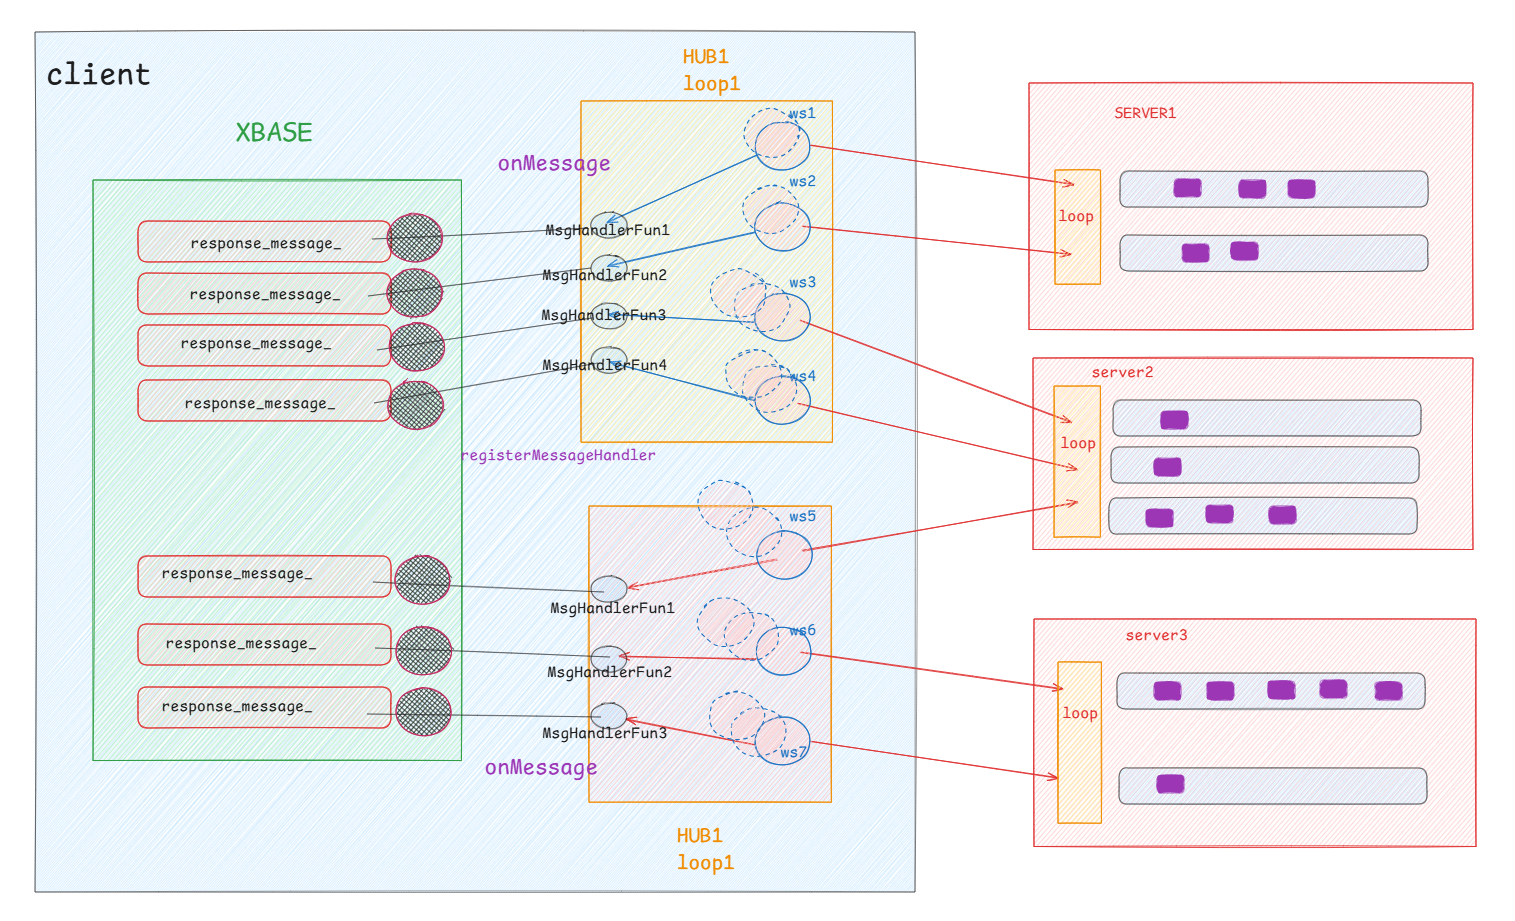 client
XBASE
onMessage
HUB1
loop1
ws1
ws2
ws3
ws4
response_message_
response_message_
response_message_
response_message_
MsgHandlerFun1
MsgHandlerFun2
MsgHandlerFun3
MsgHandlerFun4
registerMessageHandler
ws5
ws6
ws7
response_message_
response_message_
response_message_
MsgHandlerFun1
MsgHandlerFun2
MsgHandlerFun3
onMessage
HUB1
loop1
SERVER1
loop
server2
loop
server3
loop